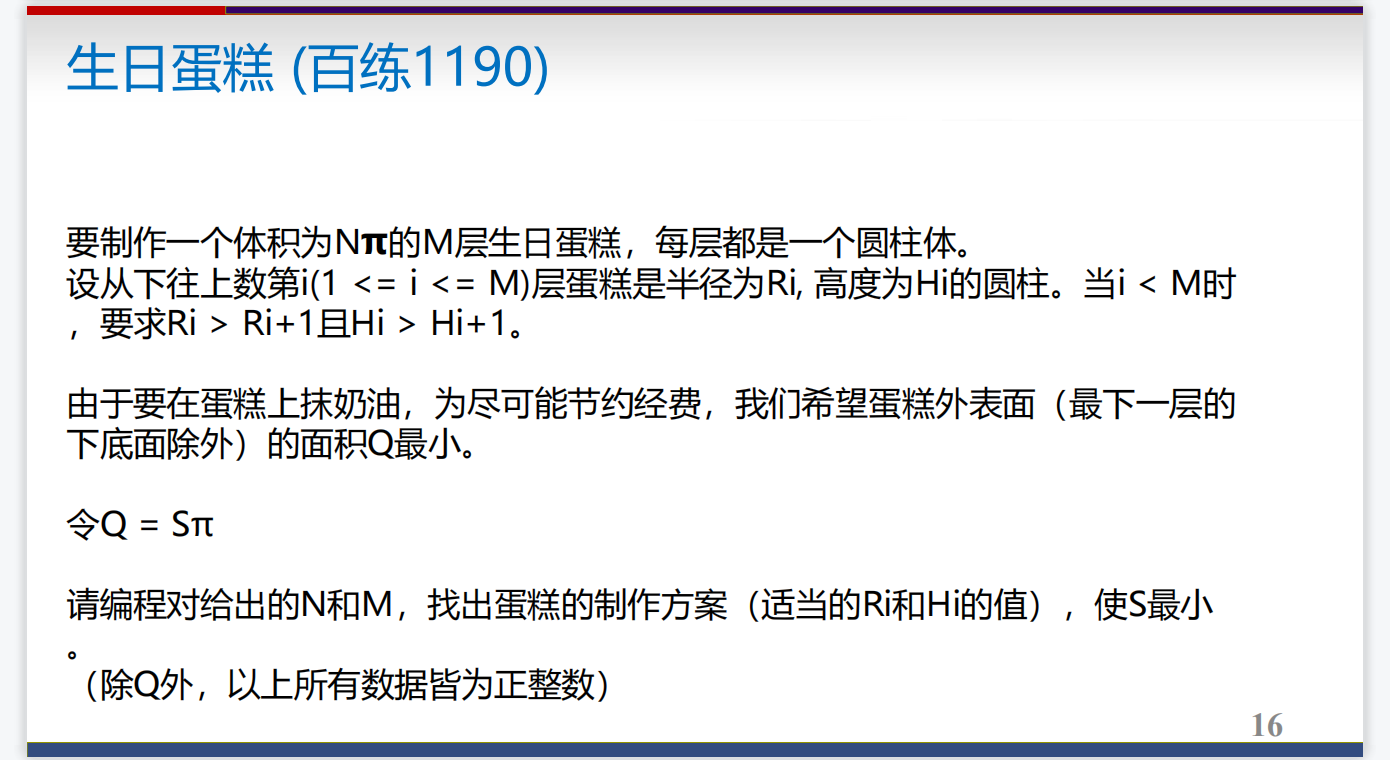 生日蛋糕 (百练1190)
要制作一个体积为Nπ的M层生日蛋糕，每层都是一个圆柱体。
设从下往上数第i(1 <= i <= M)层蛋糕是半径为Ri, 高度为Hi的圆柱。当i < M时
，要求Ri > Ri+1且Hi > Hi+1。
由于要在蛋糕上抹奶油，为尽可能节约经费，我们希望蛋糕外表面（最下一层的
下底面除外）的面积Q最小。
令Q = Sπ
请编程对给出的N和M，找出蛋糕的制作方案（适当的Ri和Hi的值），使S最小
。
（除Q外，以上所有数据皆为正整数）
16